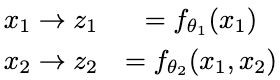 x₁ → z₁ = f_θ₁(x₁)
x₂ → z₂ = f_θ₂(x₁, x₂)